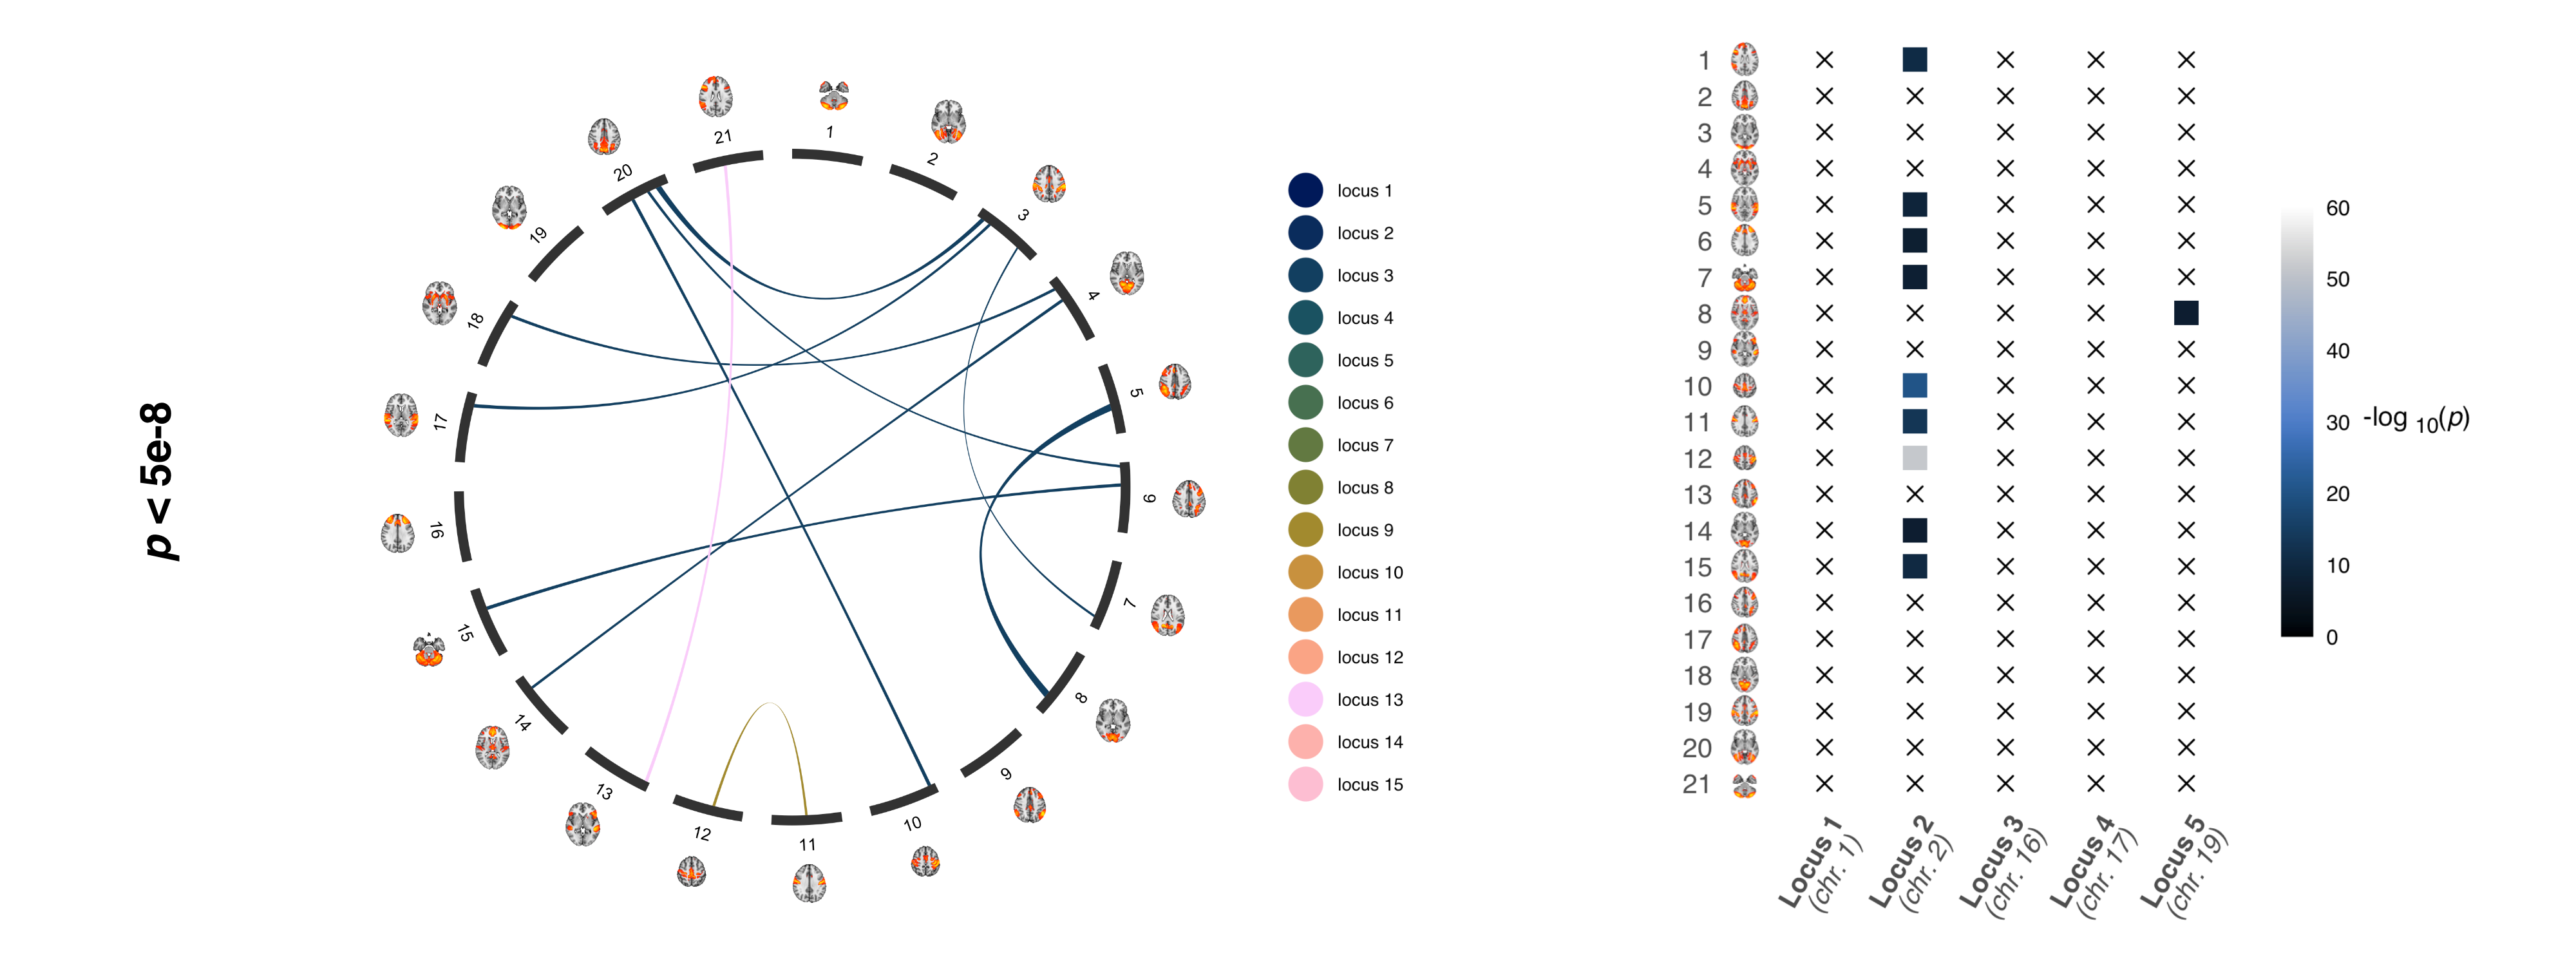 p < 5e-8
1
2
3
4
5
6
7
8
9
10
11
12
13
14
15
16
17
18
19
20
21
locus 1
locus 2
locus 3
locus 4
locus 5
locus 6
locus 7
locus 8
locus 9
locus 10
locus 11
locus 12
locus 13
locus 14
locus 15
1
2
3
4
5
6
7
8
9
10
11
12
13
14
15
16
17
18
19
20
21
Locus 1
(chr. 1)
Locus 2
(chr. 2)
Locus 3
(chr. 16)
Locus 4
(chr. 17)
Locus 5
(chr. 19)
60
50
40
30
20
10
0
-log 10(p)